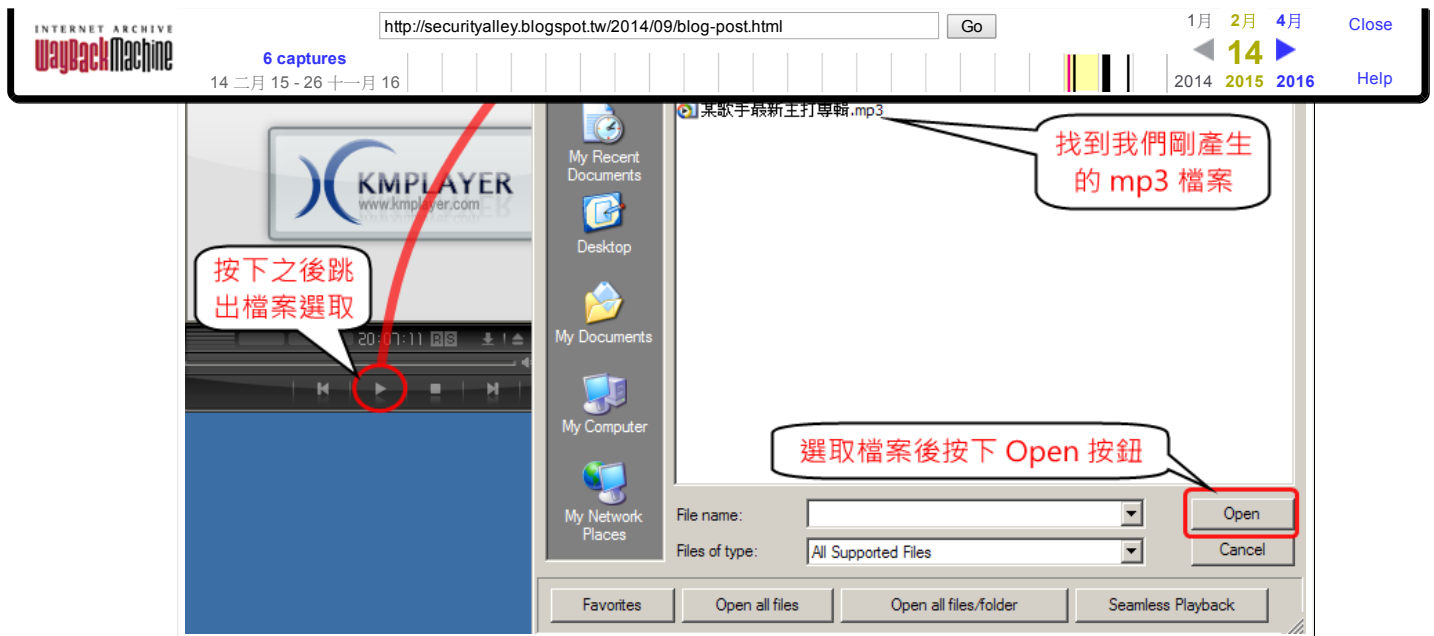 INTERNET ARCHIVE
WayBackMachine
http://securityalley.blogspot.tw/2014/09/blog-post.html
Go
6 captures
14 二月 15 - 26 十一月 16
1月 2月 4月
14
2014 2015 2016
Close
Help
KMPLAYER
www.kmplayer.com
按下之後跳
出檔案選取
20:07:11 R S
My Recent
Documents
Desktop
My Documents
My Computer
My Network
Places
某歌手最新主打專輯.mp3
找到我們剛產生
的 mp3 檔案
選取檔案後按下 Open 按鈕
File name:
Open
Files of type:
All Supported Files
Cancel
Favorites
Open all files
Open all files/folder
Seamless Playback